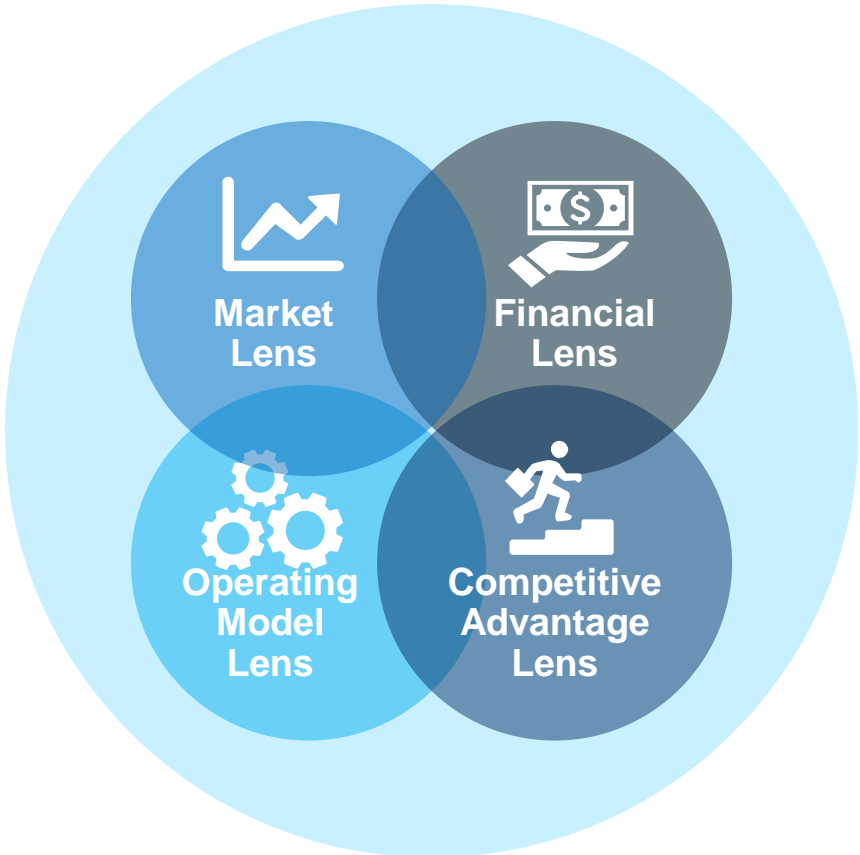 Market
Lens
Financial
Lens
Operating
Model
Lens
Competitive
Advantage
Lens
$